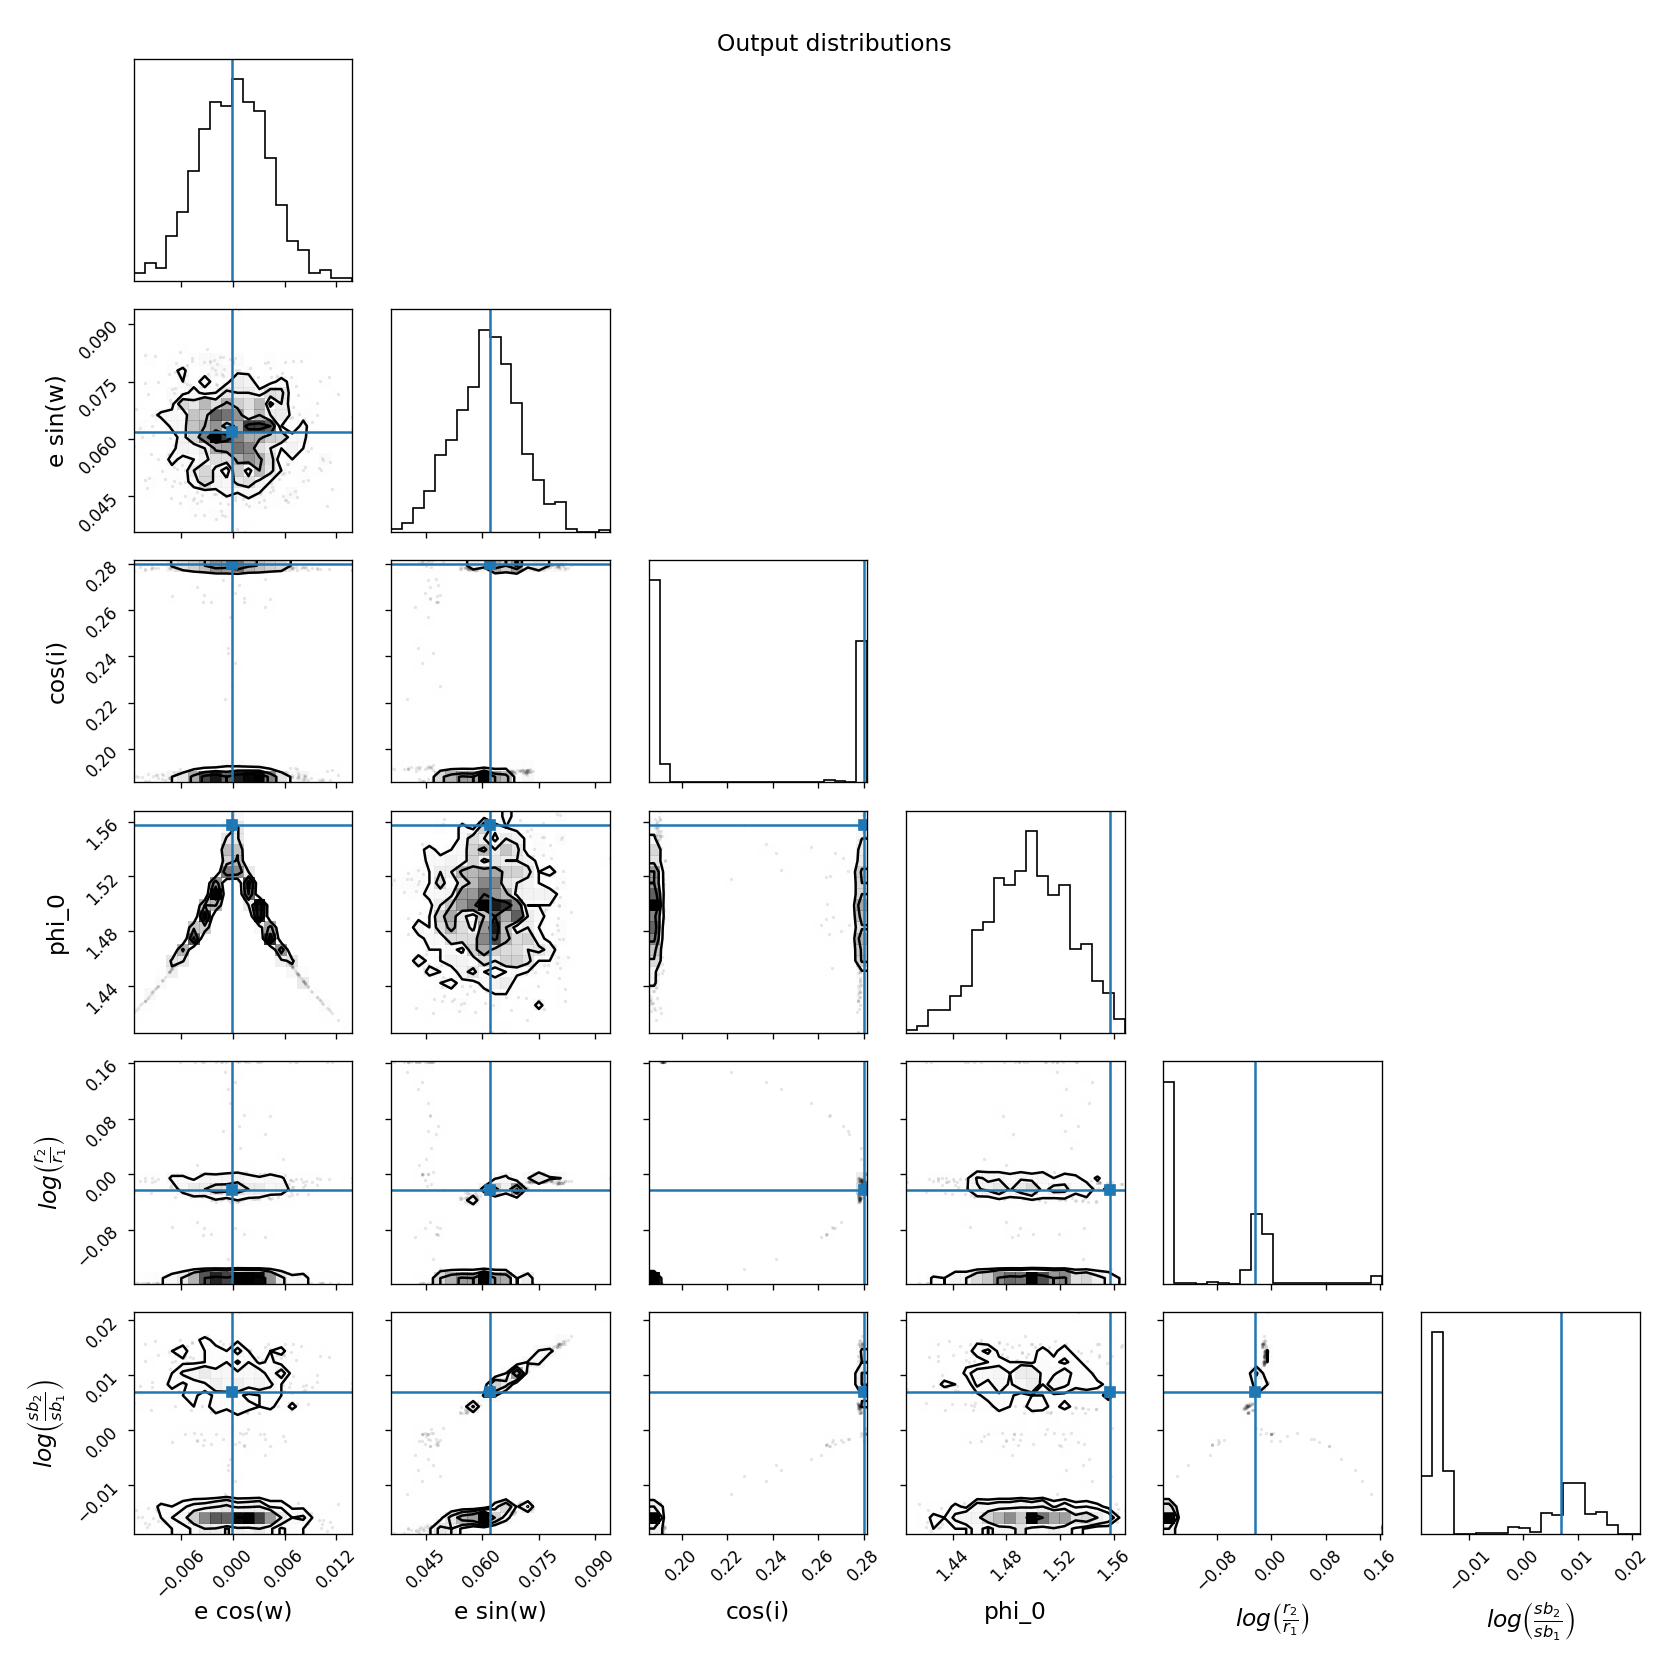 Output distributions
0.090
0.075
0.060
0.045
e sin(w)
0.28
0.26
0.24
0.22
0.20
cos(i)
1.56
1.52
1.48
1.44
phi_0
0.16
0.08
0.00
−0.08
log(r₂/r₁)
0.02
0.01
0.00
−0.01
log(sb₂/sb₁)
−0.006 0.000 0.006 0.012 0.045 0.060 0.075 0.090 0.20 0.22 0.24 0.26 0.28 1.44 1.48 1.52 1.56 −0.08 0.00 0.08 0.16 −0.01 0.00 0.01 0.02
e cos(w) e sin(w) cos(i) phi_0 log(r₂/r₁) log(sb₂/sb₁)